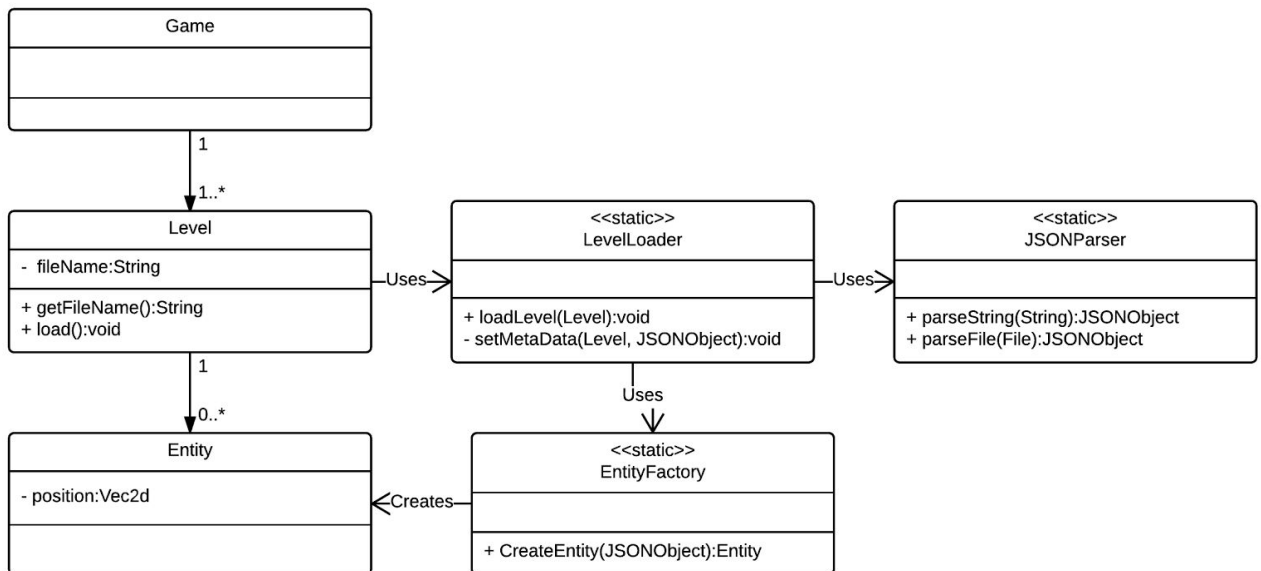 Game
1
1..*
Level
- fileName:String
+ getFileName():String
+ load():void
Uses
<<static>>
LevelLoader
+ loadLevel(Level):void
- setMetaData(Level, JSONObject):void
Uses
<<static>>
JSONParser
+ parseString(String):JSONObject
+ parseFile(File):JSONObject
1
0..*
Uses
Entity
- position:Vec2d
Creates
<<static>>
EntityFactory
+ CreateEntity(JSONObject):Entity